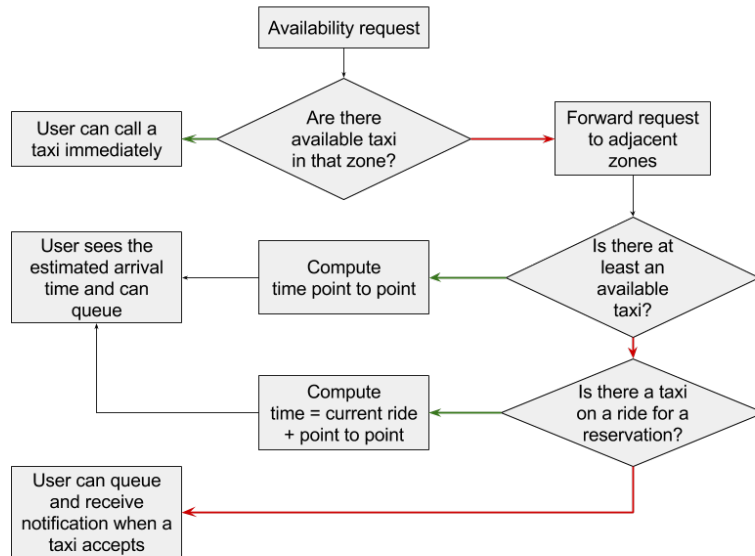 Availability request
Are there
available taxi
in that zone?
User can call a
taxi immediately
Forward request
to adjacent
zones
Is there at
least an
available
taxi?
Compute
time point to point
User sees the
estimated arrival
time and can
queue
Is there a taxi
on a ride for a
reservation?
Compute
time = current ride
+ point to point
User can queue
and receive
notification when a
taxi accepts